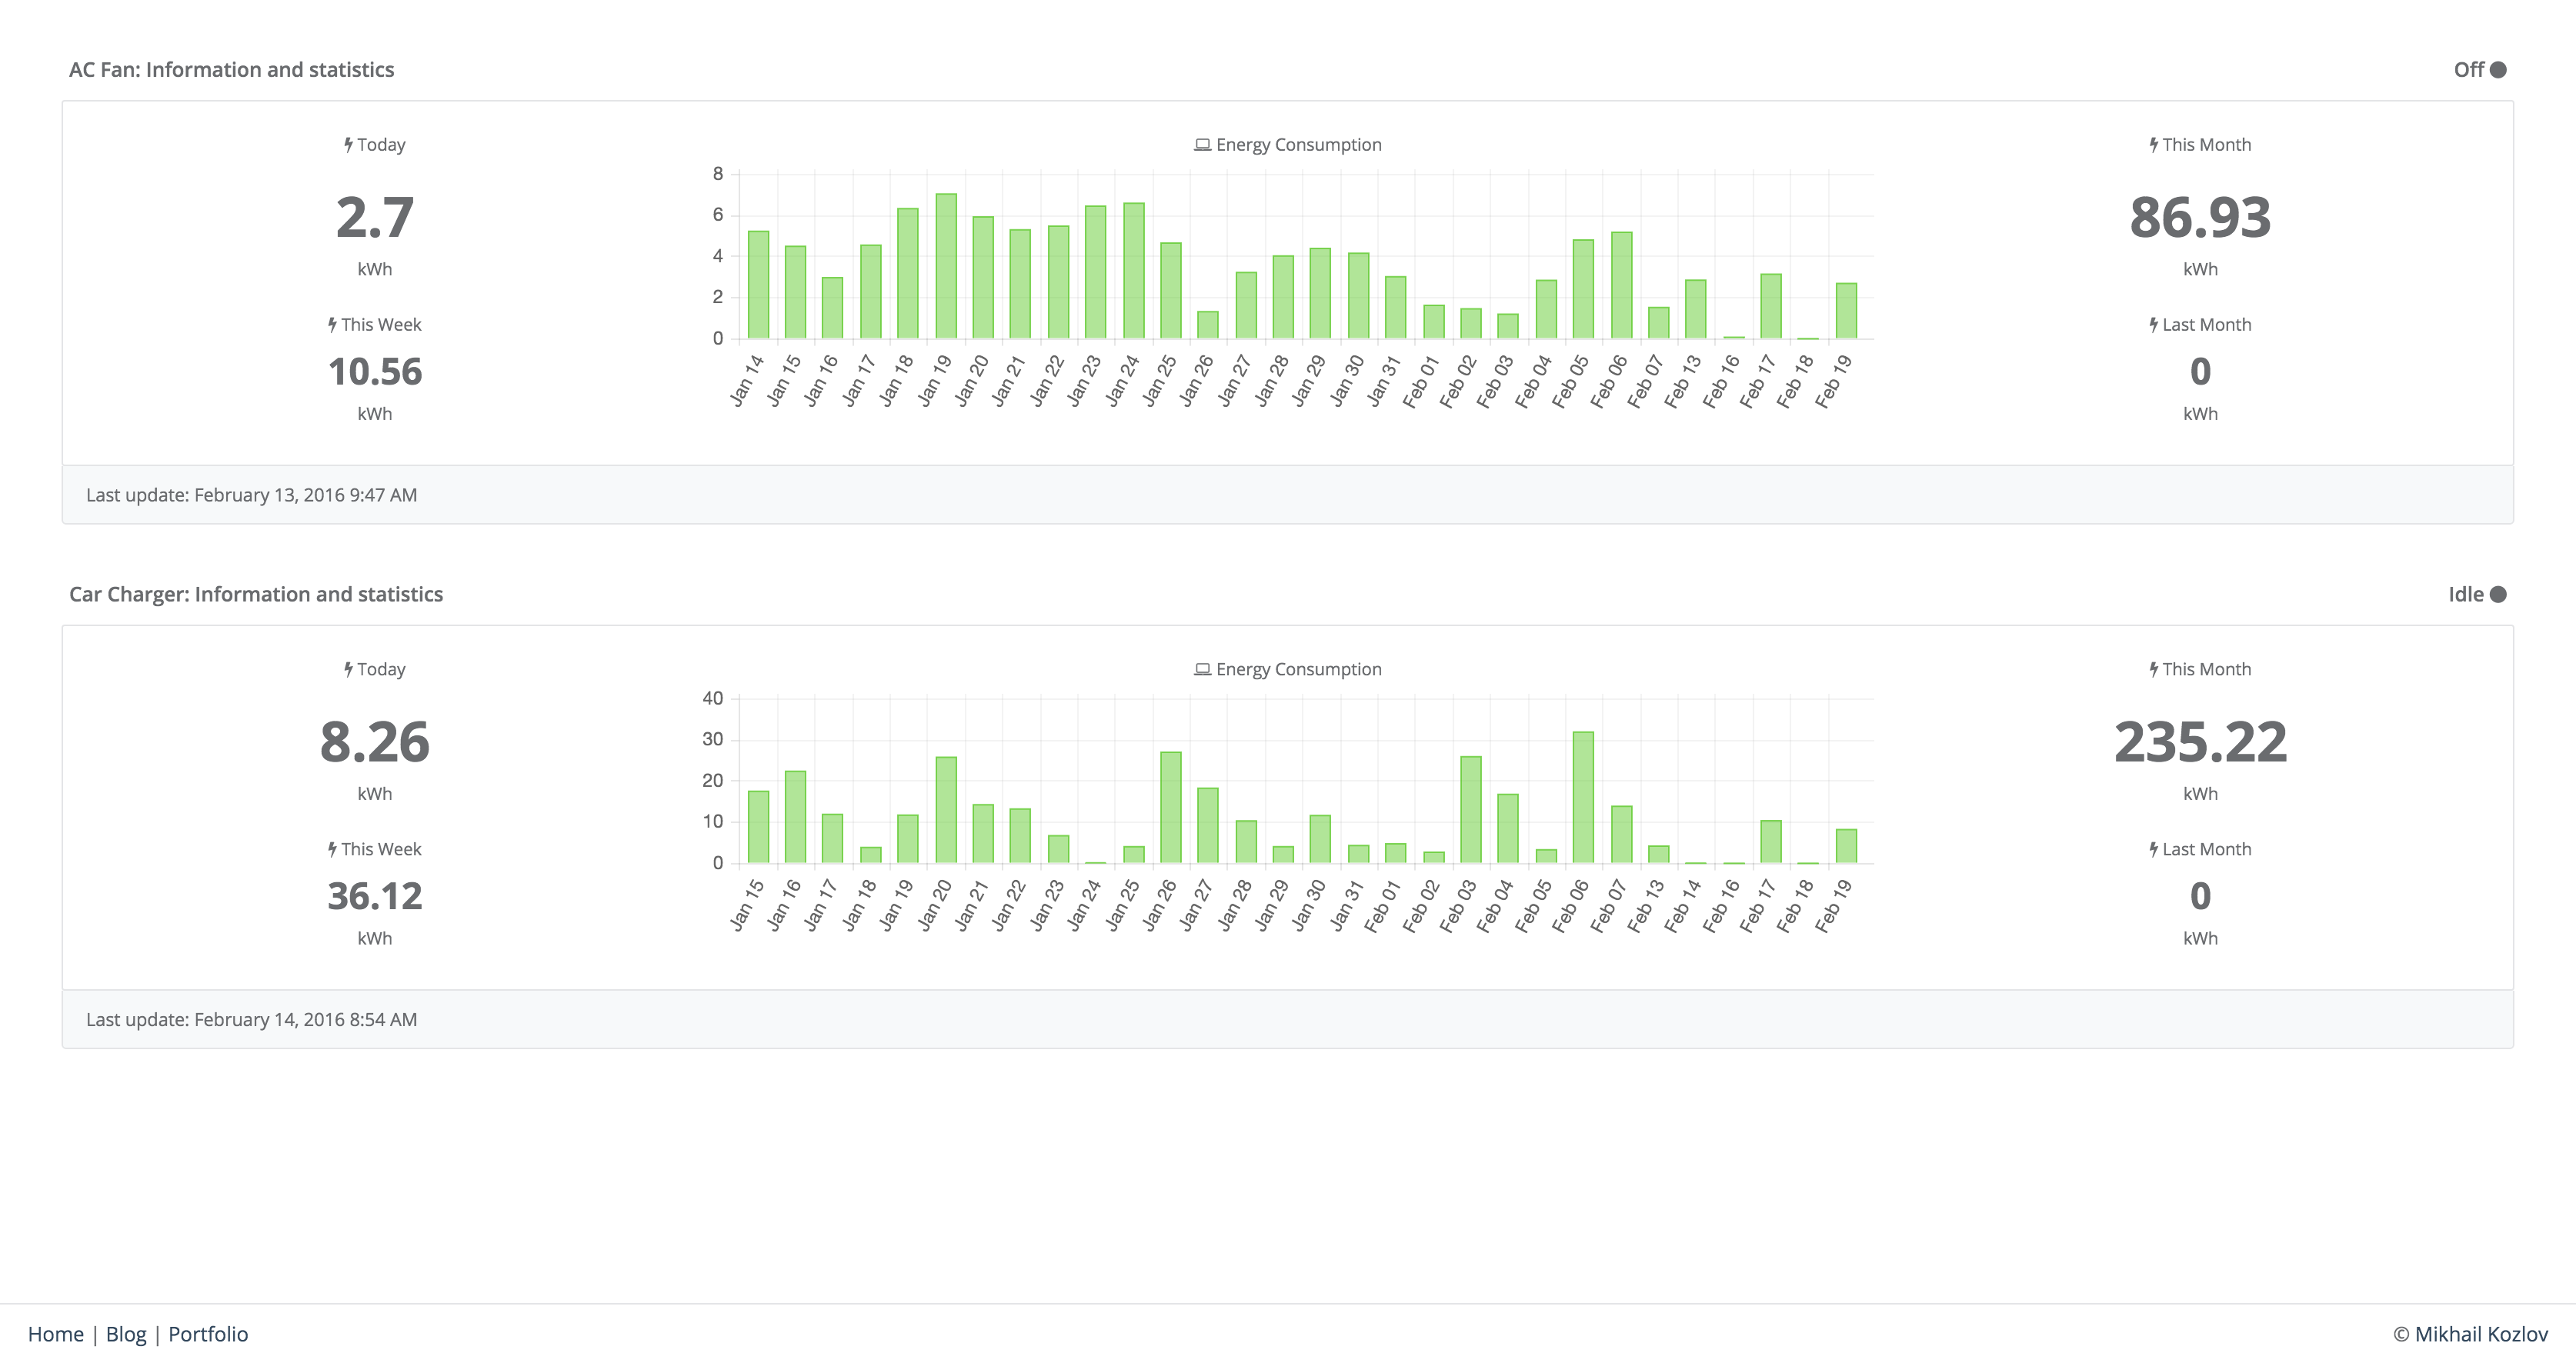 AC Fan: Information and statistics
Off
Today
2.7
kWh
This Week
10.56
kWh
Energy Consumption
8
6
4
2
0
Jan 14
Jan 15
Jan 16
Jan 17
Jan 18
Jan 19
Jan 20
Jan 21
Jan 22
Jan 23
Jan 24
Jan 25
Jan 26
Jan 27
Jan 28
Jan 29
Jan 30
Jan 31
Feb 01
Feb 02
Feb 03
Feb 04
Feb 05
Feb 06
Feb 07
Feb 13
Feb 16
Feb 17
Feb 18
Feb 19
This Month
86.93
kWh
Last Month
0
kWh
Last update: February 13, 2016 9:47 AM
Car Charger: Information and statistics
Idle
Today
8.26
kWh
This Week
36.12
kWh
Energy Consumption
40
30
20
10
0
Jan 15
Jan 16
Jan 17
Jan 18
Jan 19
Jan 20
Jan 21
Jan 22
Jan 23
Jan 24
Jan 25
Jan 26
Jan 27
Jan 28
Jan 29
Jan 30
Jan 31
Feb 01
Feb 02
Feb 03
Feb 04
Feb 05
Feb 06
Feb 07
Feb 13
Feb 14
Feb 16
Feb 17
Feb 18
Feb 19
This Month
235.22
kWh
Last Month
0
kWh
Last update: February 14, 2016 8:54 AM
Home | Blog | Portfolio
© Mikhail Kozlov